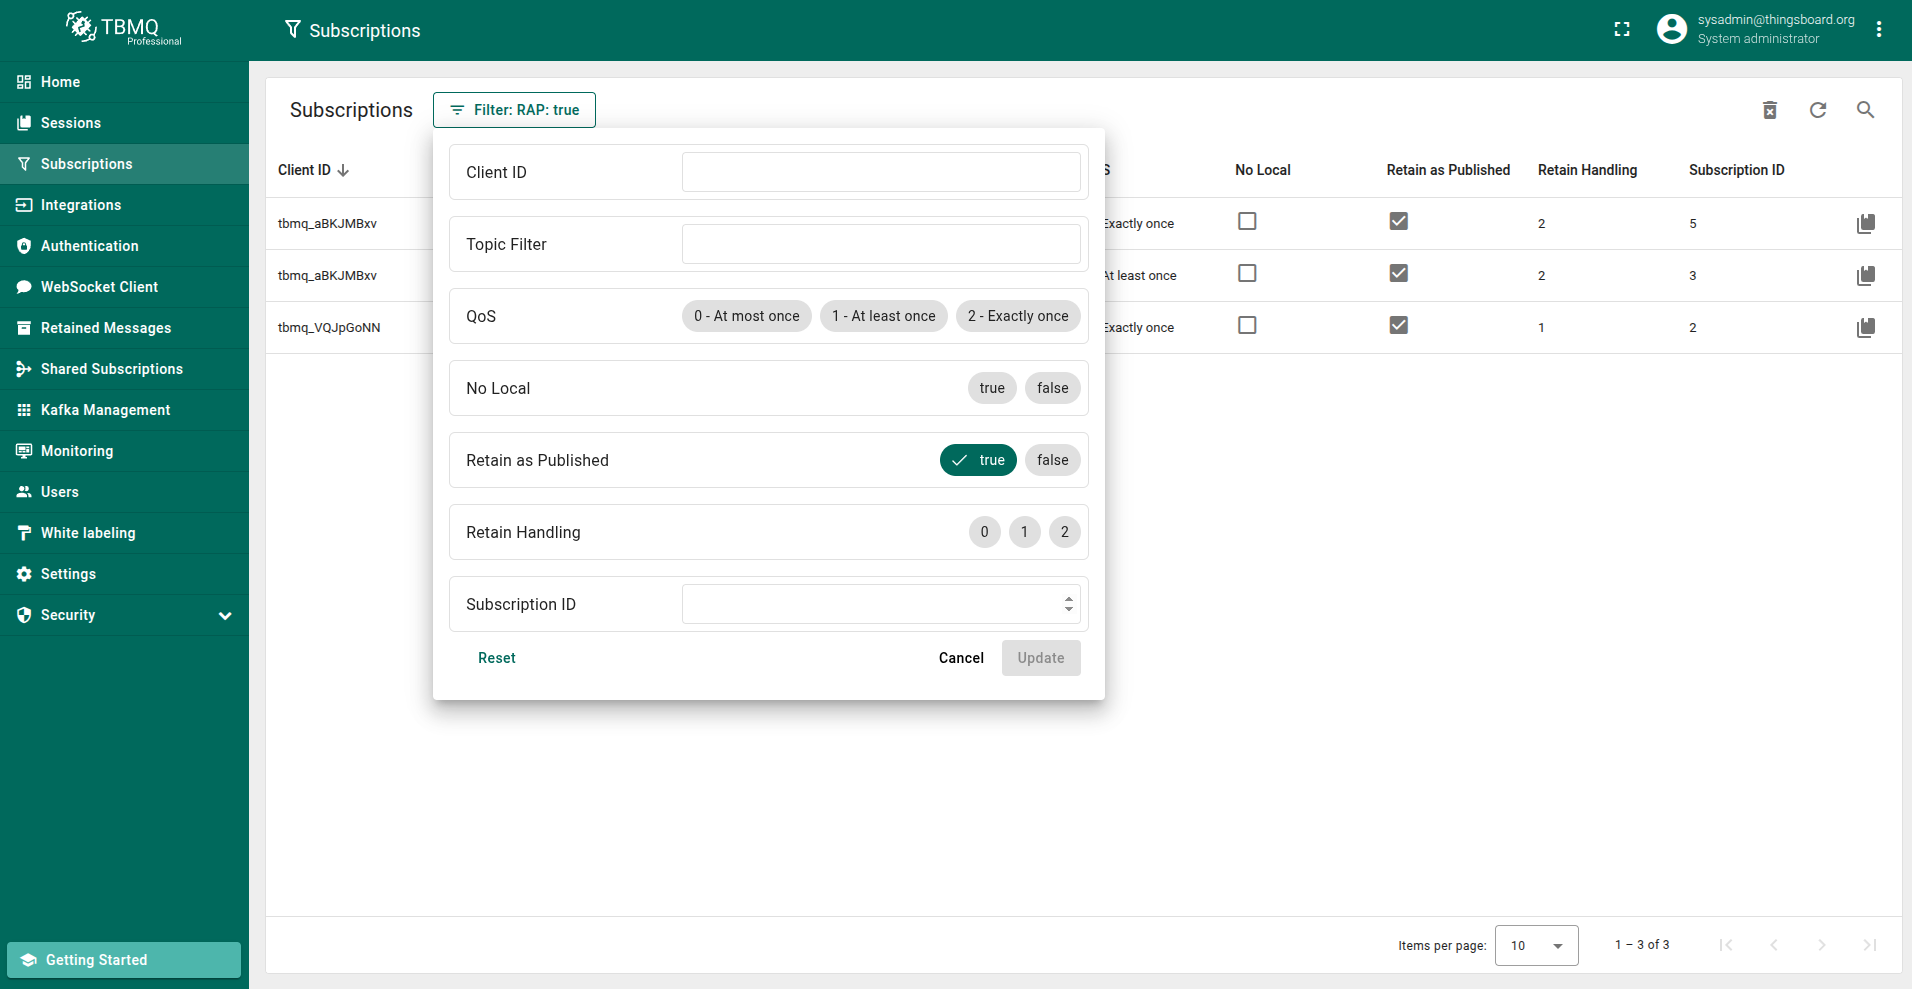 TBMQ
Professional
Subscriptions
sysadmin@thingsboard.org
System administrator
Home
Sessions
Subscriptions
Integrations
Authentication
WebSocket Client
Retained Messages
Shared Subscriptions
Kafka Management
Monitoring
Users
White labeling
Settings
Security
Getting Started
Subscriptions
Filter: RAP: true
Client ID
S
No Local
Retain as Published
Retain Handling
Subscription ID
tbmq_aBKJMBxv
Exactly once
2
5
tbmq_aBKJMBxv
At least once
2
3
tbmq_VQJpGoNN
Exactly once
1
2
Client ID
Topic Filter
QoS
0 - At most once
1 - At least once
2 - Exactly once
No Local
true
false
Retain as Published
true
false
Retain Handling
0
1
2
Subscription ID
Reset
Cancel
Update
Items per page:
10
1 – 3 of 3